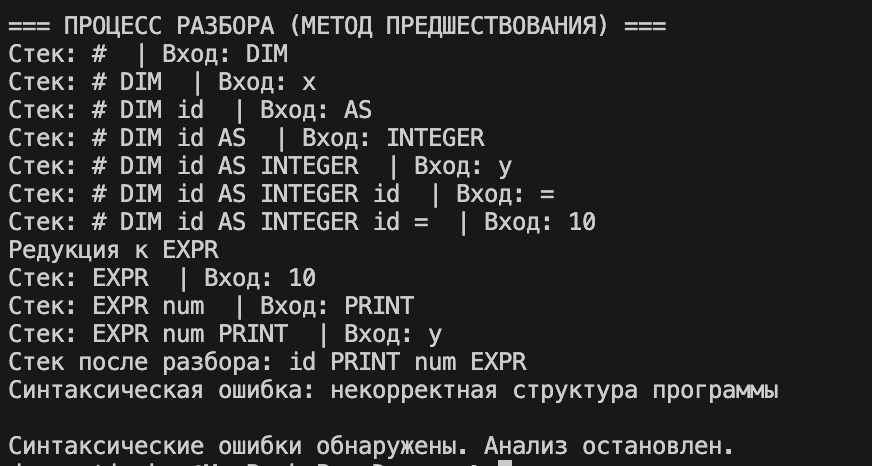 === ПРОЦЕСС РАЗБОРА (МЕТОД ПРЕДШЕСТВОВАНИЯ) ===
Стек: #  | Вход: DIM
Стек: # DIM  | Вход: x
Стек: # DIM id  | Вход: AS
Стек: # DIM id AS  | Вход: INTEGER
Стек: # DIM id AS INTEGER  | Вход: y
Стек: # DIM id AS INTEGER id  | Вход: =
Стек: # DIM id AS INTEGER id =  | Вход: 10
Редукция к EXPR
Стек: EXPR  | Вход: 10
Стек: EXPR num  | Вход: PRINT
Стек: EXPR num PRINT  | Вход: y
Стек после разбора: id PRINT num EXPR
Синтаксическая ошибка: некорректная структура программы
Синтаксические ошибки обнаружены. Анализ остановлен.